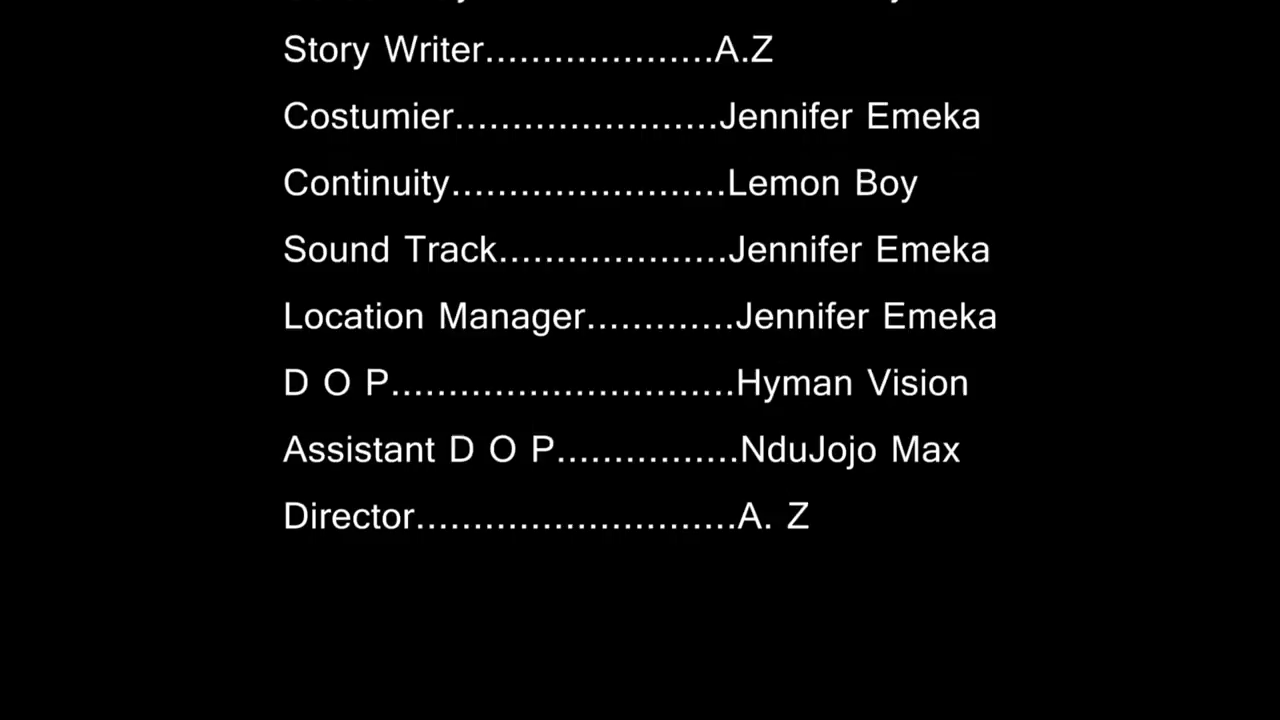 Story Writer....................A.Z
Costumier.......................Jennifer Emeka
Continuity........................Lemon Boy
Sound Track....................Jennifer Emeka
Location Manager.............Jennifer Emeka
D O P..............................Hyman Vision
Assistant D O P................NduJojo Max
Director............................A. Z